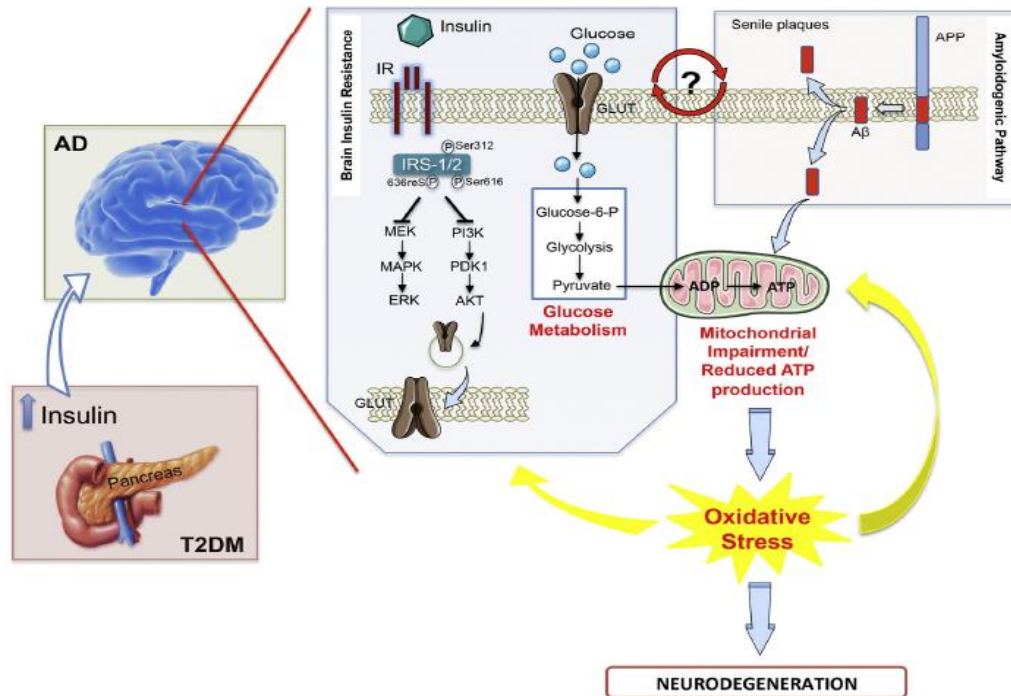 AD
Insulin
Pancreas
T2DM
Brain Insulin Resistance
Insulin
Glucose
IR
GLUT
P Ser312
IRS-1/2
636reS P
P Ser616
MEK
PI3K
MAPK
PDK1
ERK
AKT
GLUT
Glucose-6-P
Glycolysis
Pyruvate
Glucose
Metabolism
?
Senile plaques
APP
Aβ
Amyloidogenic Pathway
ADP
ATP
Mitochondrial
Impairment/
Reduced ATP
production
Oxidative
Stress
NEURODEGENERATION